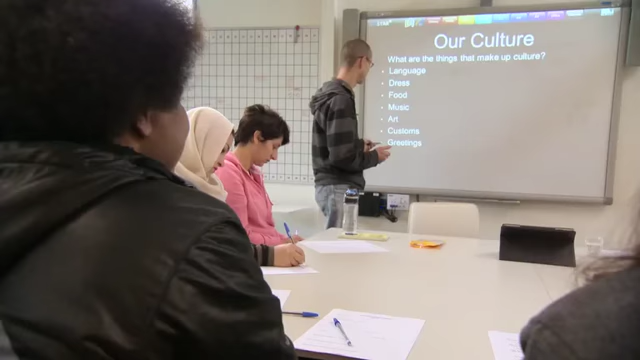 Our Culture
What are the things that make up culture?
• Language
• Dress
• Food
• Music
• Art
• Customs
• Greetings